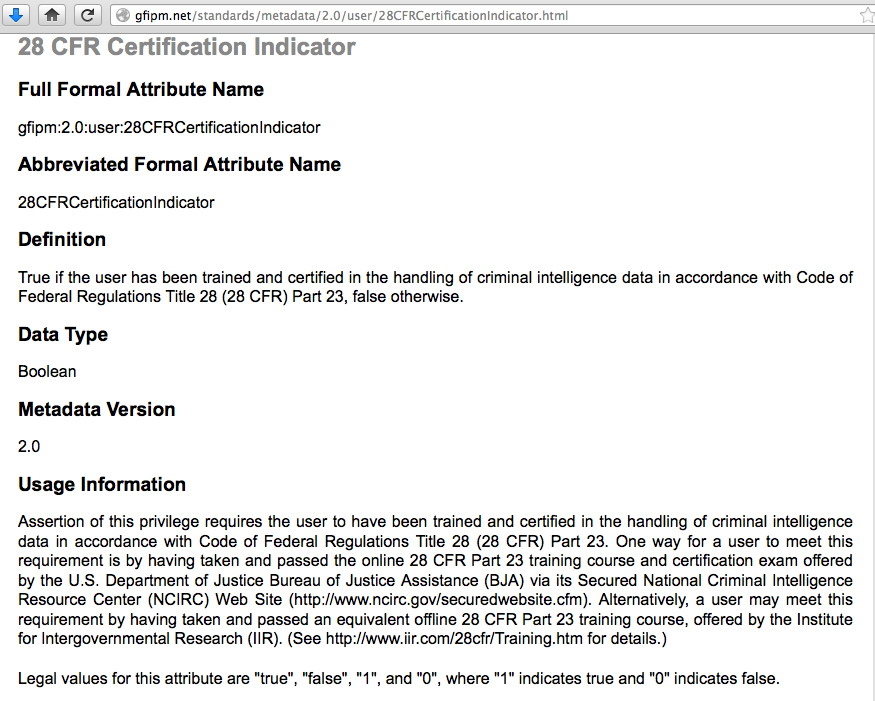 gfipm.net/standards/metadata/2.0/user/28CFRCertificationIndicator.html
28 CFR Certification Indicator
Full Formal Attribute Name
gfipm:2.0:user:28CFRCertificationIndicator
Abbreviated Formal Attribute Name
28CFRCertificationIndicator
Definition
True if the user has been trained and certified in the handling of criminal intelligence data in accordance with Code of
Federal Regulations Title 28 (28 CFR) Part 23, false otherwise.
Data Type
Boolean
Metadata Version
2.0
Usage Information
Assertion of this privilege requires the user to have been trained and certified in the handling of criminal intelligence
data in accordance with Code of Federal Regulations Title 28 (28 CFR) Part 23. One way for a user to meet this
requirement is by having taken and passed the online 28 CFR Part 23 training course and certification exam offered
by the U.S. Department of Justice Bureau of Justice Assistance (BJA) via its Secured National Criminal Intelligence
Resource Center (NCIRC) Web Site (http://www.ncirc.gov/securedwebsite.cfm). Alternatively, a user may meet this
requirement by having taken and passed an equivalent offline 28 CFR Part 23 training course, offered by the Institute
for Intergovernmental Research (IIR). (See http://www.iir.com/28cfr/Training.htm for details.)
Legal values for this attribute are "true", "false", "1", and "0", where "1" indicates true and "0" indicates false.